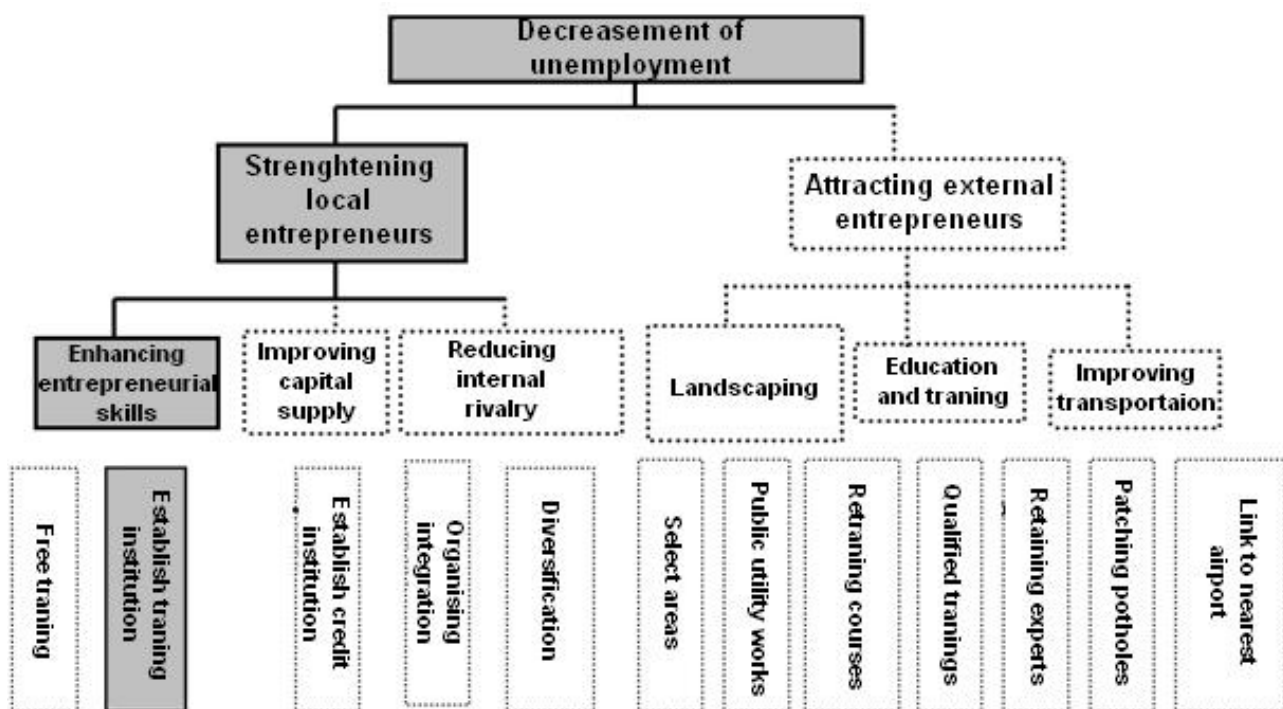 Decreasement of
unemployment
Strenghtening
local
entrepreneurs
Attracting external
entrepreneurs
Enhancing
entrepreneurial
skills
Improving
capital
supply
Reducing
internal
rivalry
Landscaping
Education
and traning
Improving
transportaion
Free training
Establish traning
institution
Establish credit
institution
Organising
integration
Diversification
Select areas
Public utility works
Retraning courses
Qualified tranings
Retaining experts
Patching potholes
Link to nearest
airport